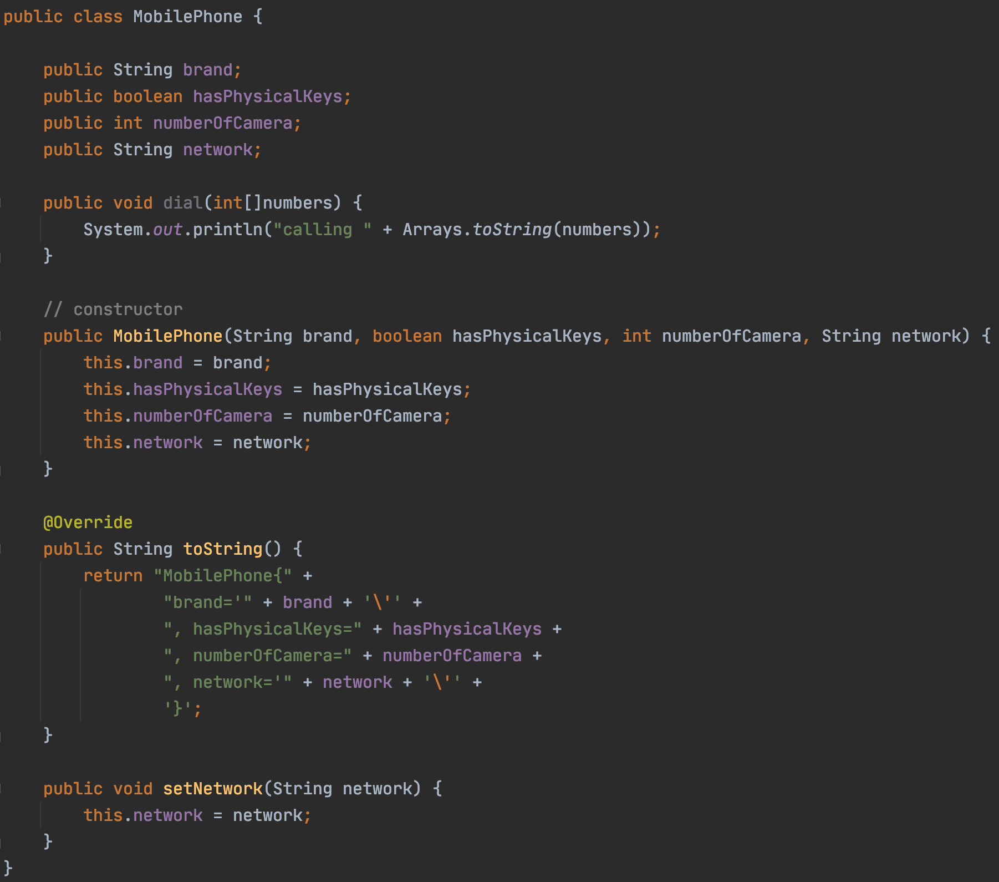 public class MobilePhone {
    public String brand;
    public boolean hasPhysicalKeys;
    public int numberOfCamera;
    public String network;
    public void dial(int[]numbers) {
        System.out.println("calling " + Arrays.toString(numbers));
    }
    // constructor
    public MobilePhone(String brand, boolean hasPhysicalKeys, int numberOfCamera, String network) {
        this.brand = brand;
        this.hasPhysicalKeys = hasPhysicalKeys;
        this.numberOfCamera = numberOfCamera;
        this.network = network;
    }
    @Override
    public String toString() {
        return "MobilePhone{" +
                "brand='" + brand + '\'' +
                ", hasPhysicalKeys=" + hasPhysicalKeys +
                ", numberOfCamera=" + numberOfCamera +
                ", network='" + network + '\'' +
                '}';
    }
    public void setNetwork(String network) {
        this.network = network;
    }
}